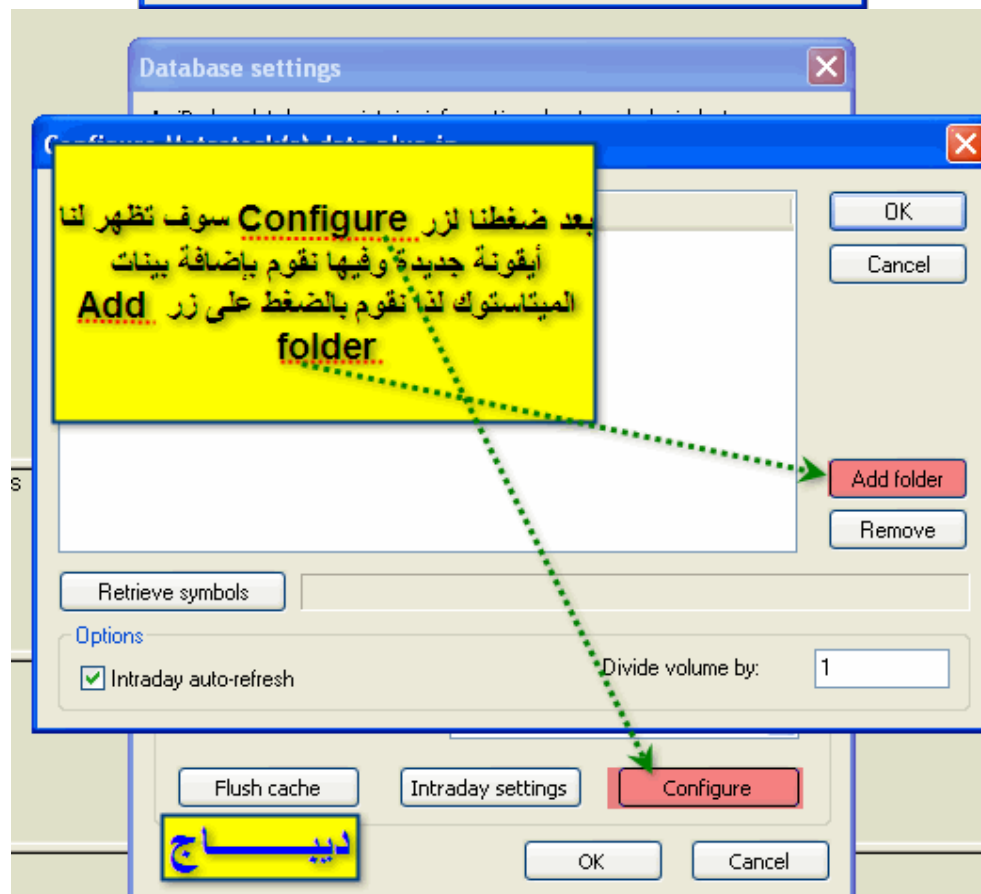 Database settings
بعد ضغطنا لزر Configure سوف تظهر لنا
أيقونة جديدة وفيها نقوم بإضافة بينات
الميتاستوك لذا نقوم بالضغط على زر Add
folder
OK
Cancel
Add folder
s
Remove
Retrieve symbols
Options
Intraday auto-refresh
Divide volume by:
1
Flush cache
Intraday settings
Configure
ديبـــــاج
OK
Cancel